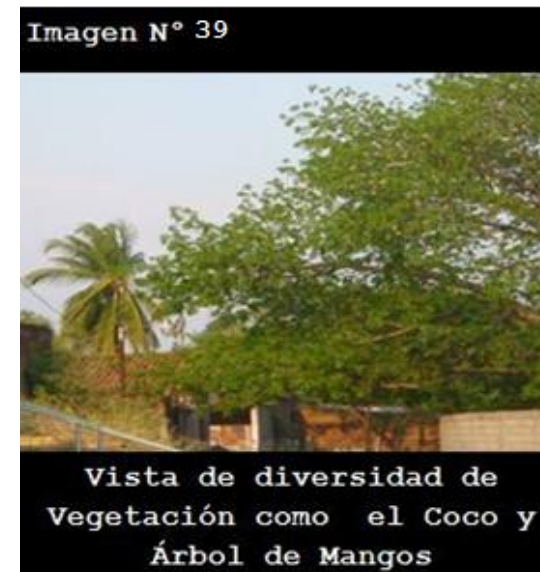 Imagen N° 39
Vista de diversidad de
Vegetación como el Coco y
Árbol de Mangos